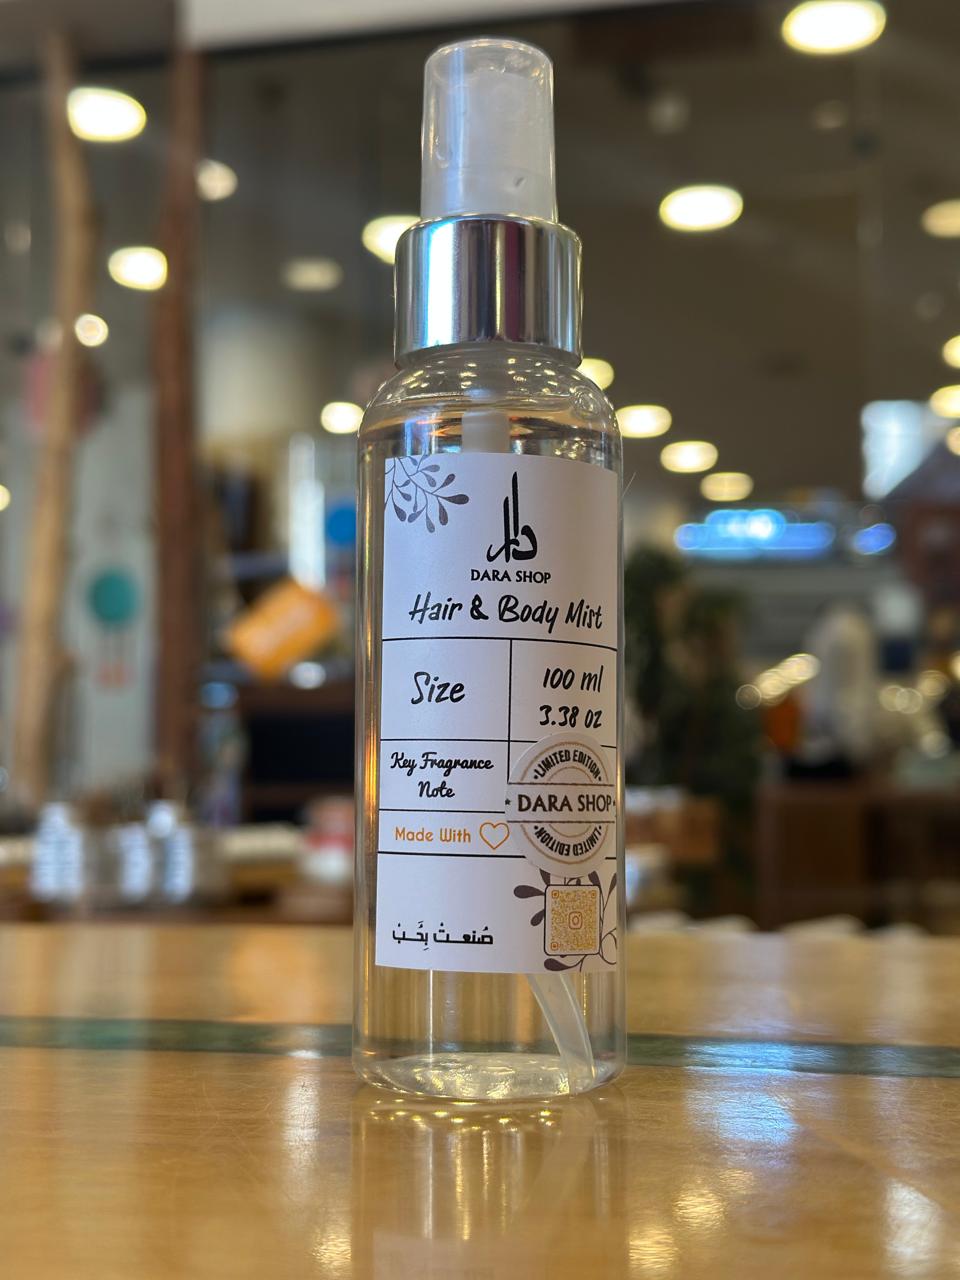 دارا
DARA SHOP
Hair & Body Mist
Size
100 ml
3.38 oz
Key Fragrance
Note
LIMITED EDITION
DARA SHOP
LIMITED EDITION
Made With
صُنعتْ بِحَُبْ